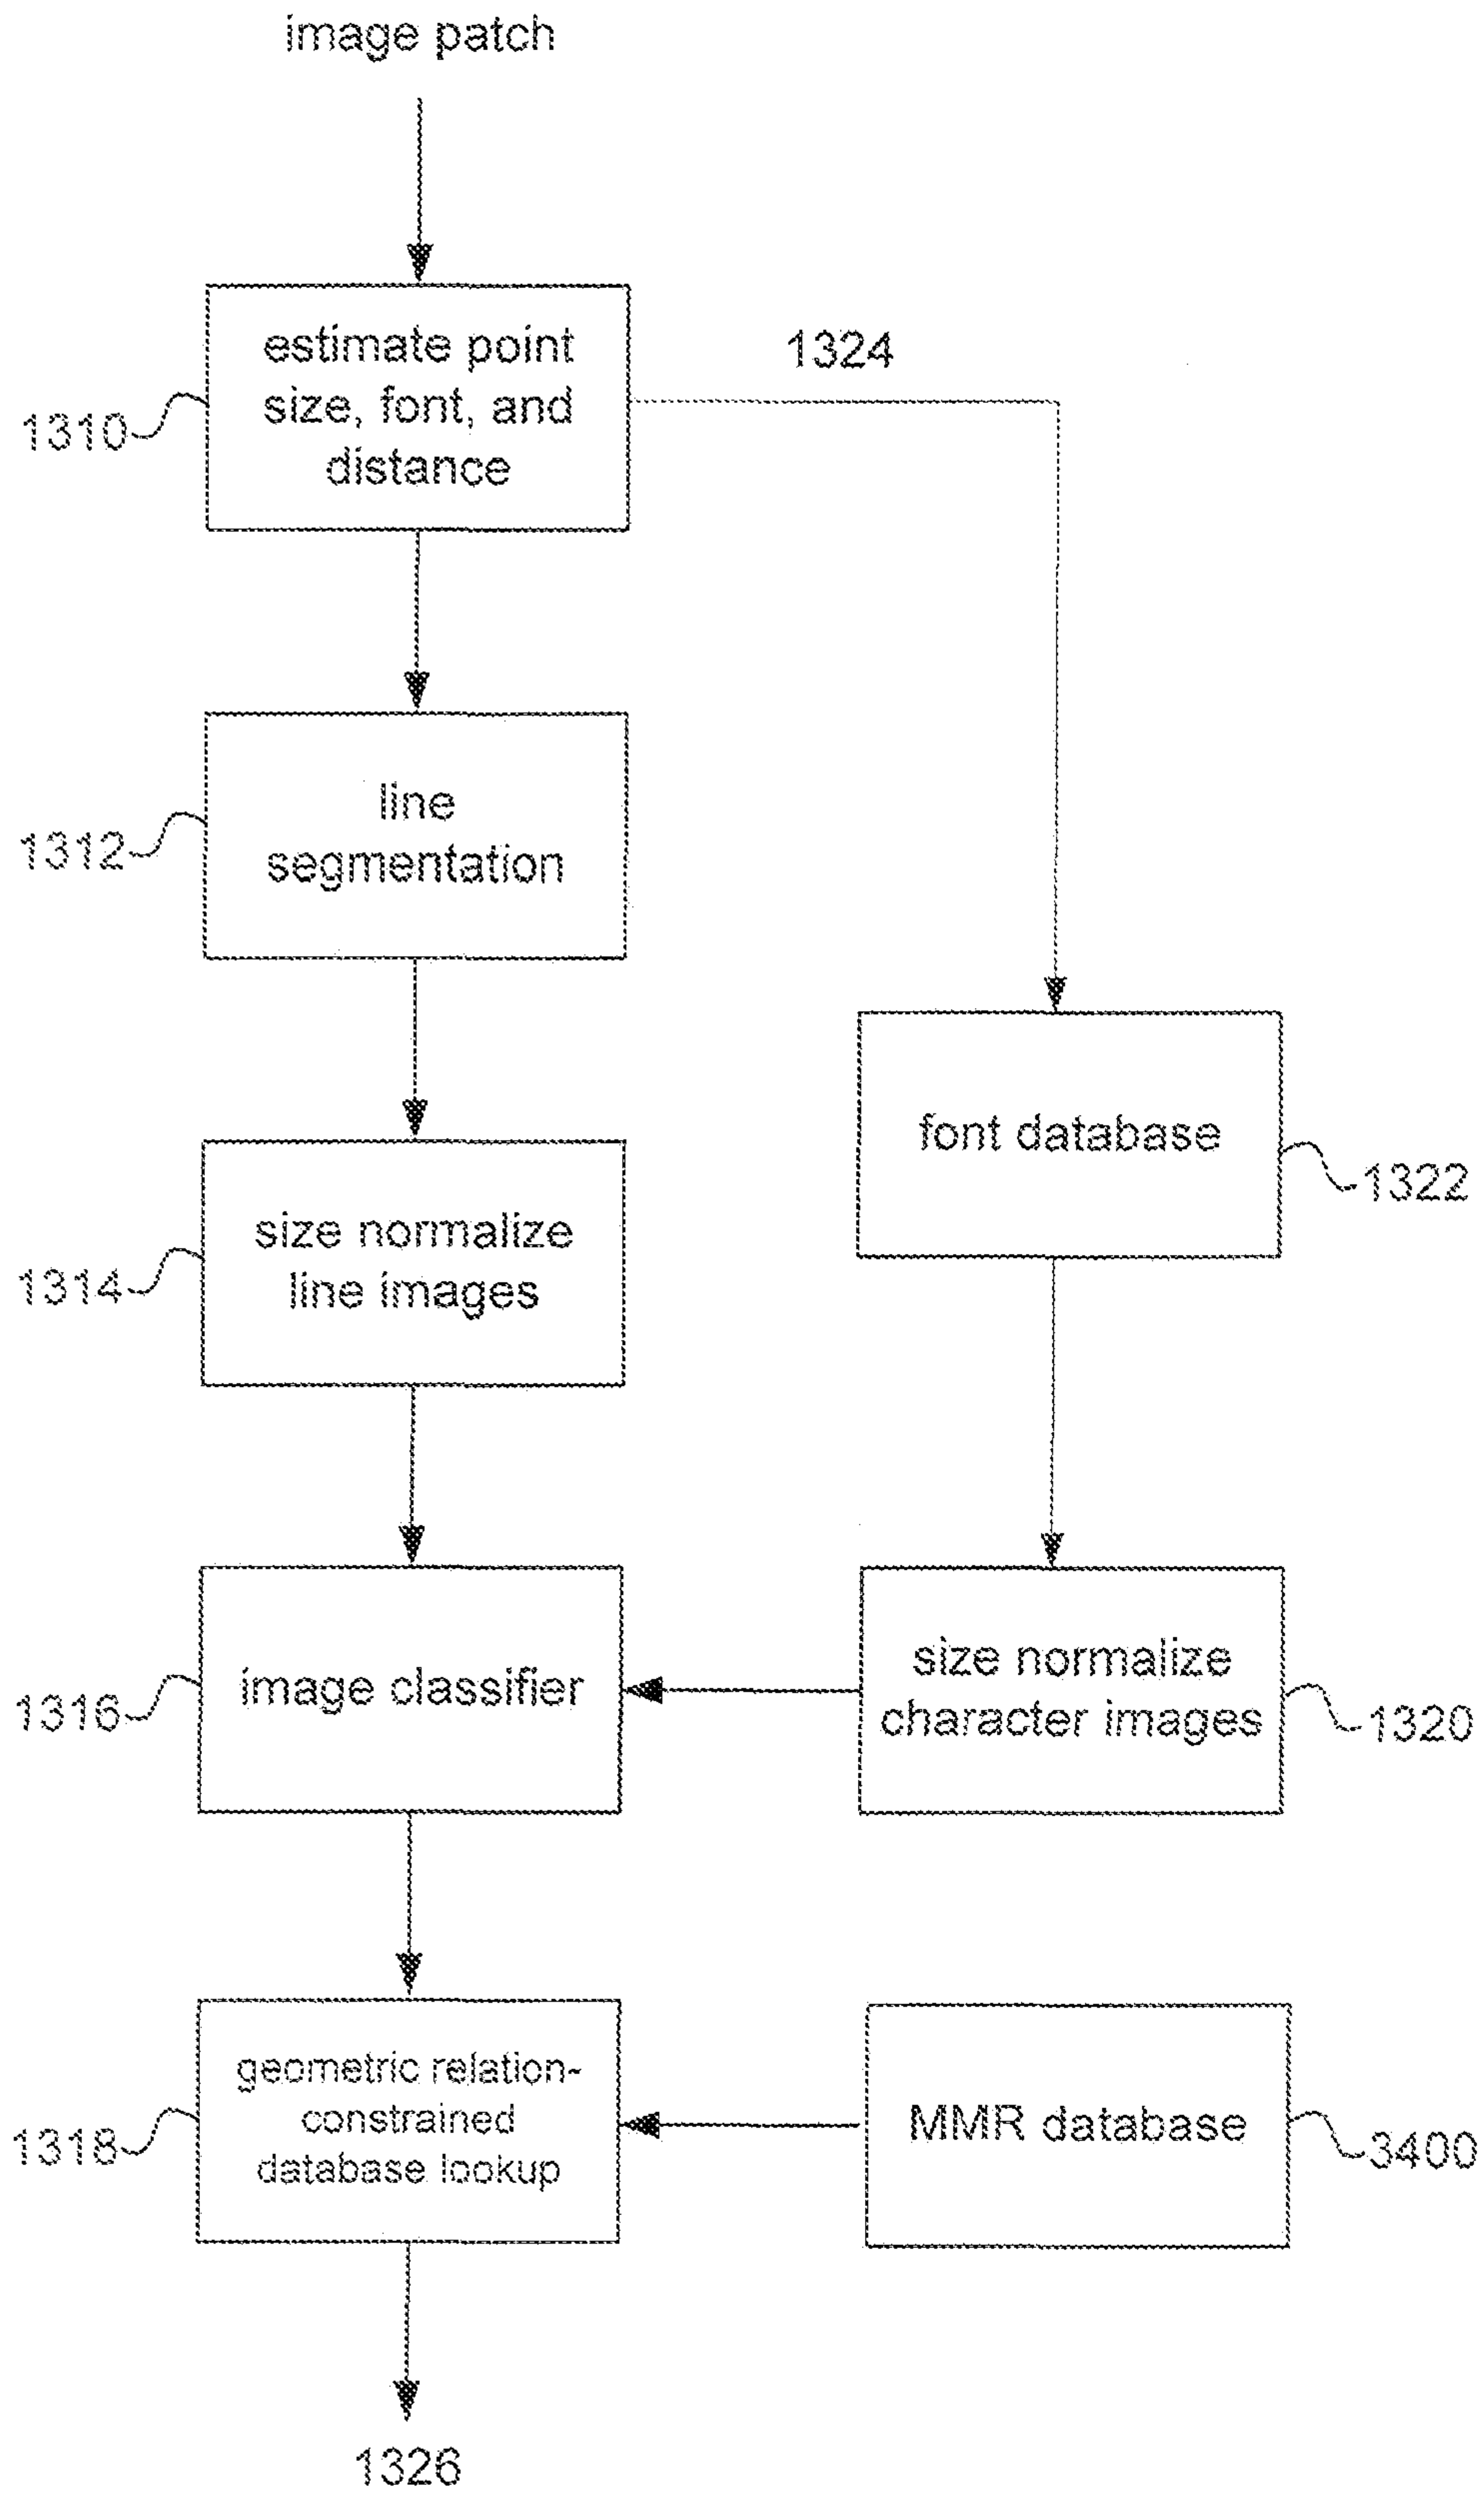 image patch
estimate point
size, font, and
distance
1324
1310
line
segmentation
1312
font database
1322
size normalize
line images
1314
image classifier
1316
size normalize
character images
1320
geometric relation-
constrained
database lookup
1318
MMR database
3400
1326